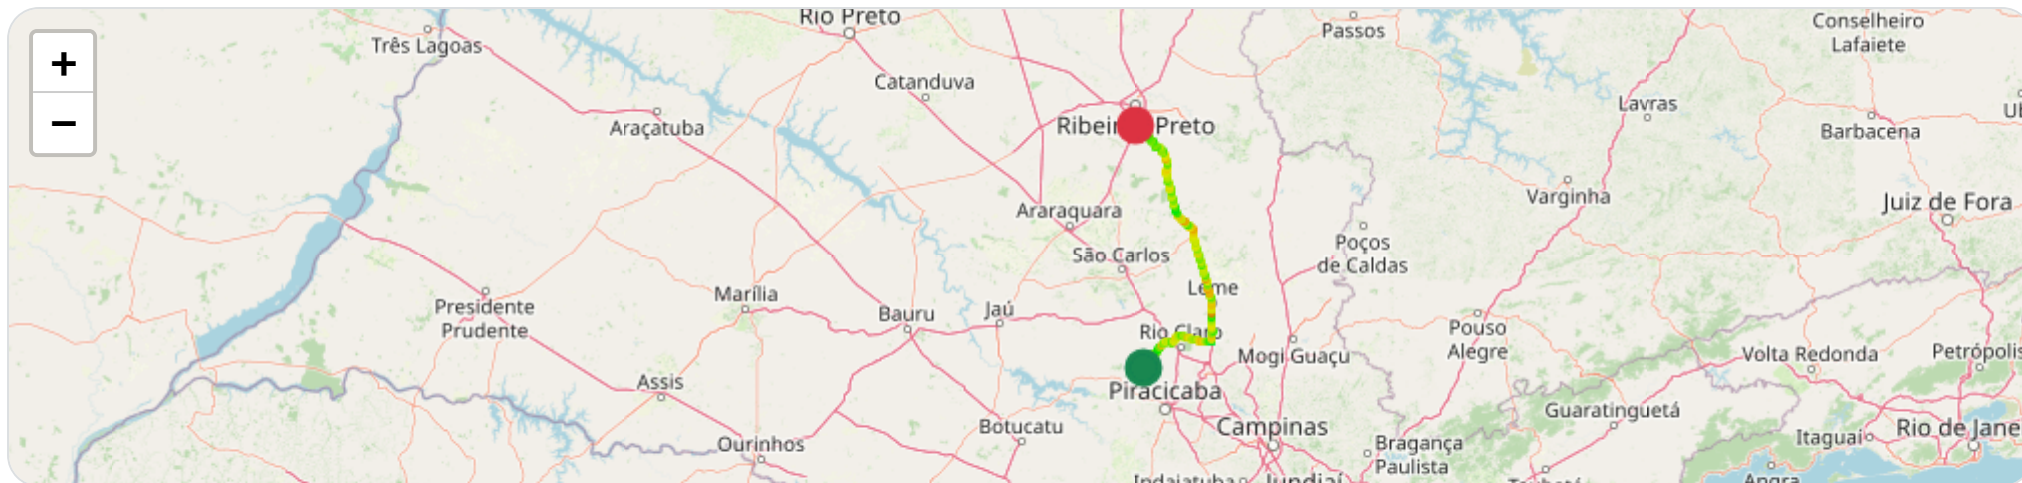 Rio Preto
Conselheiro
Lafaiete
Passos
Três Lagoas
+
−
Catanduva
Lavras
Araçatuba
Preto
Barbacena
Varginha
Juiz de Fora
Araraquara
Poços
de Caldas
São Carlos
Leme
Marília
Presidente
Prudente
Jaú
Bauru
Rio Claro
Pouso
Alegre
Mogi Guaçu
Volta Redonda
Petrópolis
Assis
Piracicaba
Guaratinguetá
Botucatu
Campinas
Rio de Jane
Itaguaí
Ourinhos
Bragança
Paulista